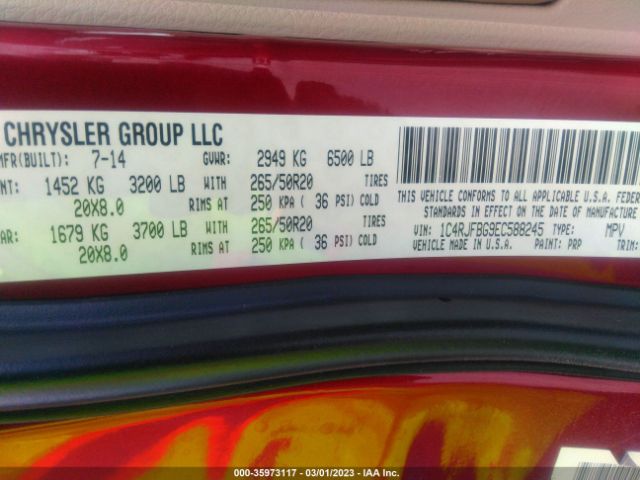 CHRYSLER GROUP LLC
MFR(BUILT): 7-14 GVWR: 2949 KG 6500 LB
NT: 1452 KG 3200 LB WITH 265/50R20 TIRES
20X8.0 RIMS AT 250 KPA ( 36 PSI) COLD
AR: 1679 KG 3700 LB WITH 265/50R20 TIRES
20X8.0 RIMS AT 250 KPA ( 36 PSI) COLD
THIS VEHICLE CONFORMS TO ALL APPLICABLE U.S.A. FEDER
STANDARDS IN EFFECT ON THE DATE OF MANUFACTURE
VIN: 1C4RJFBG9EC588245 TYPE: MPV
VEHICLE MADE IN U.S.A. PAINT: PRP TRIM:
000-35973117 - 03/01/2023 - IAA Inc.